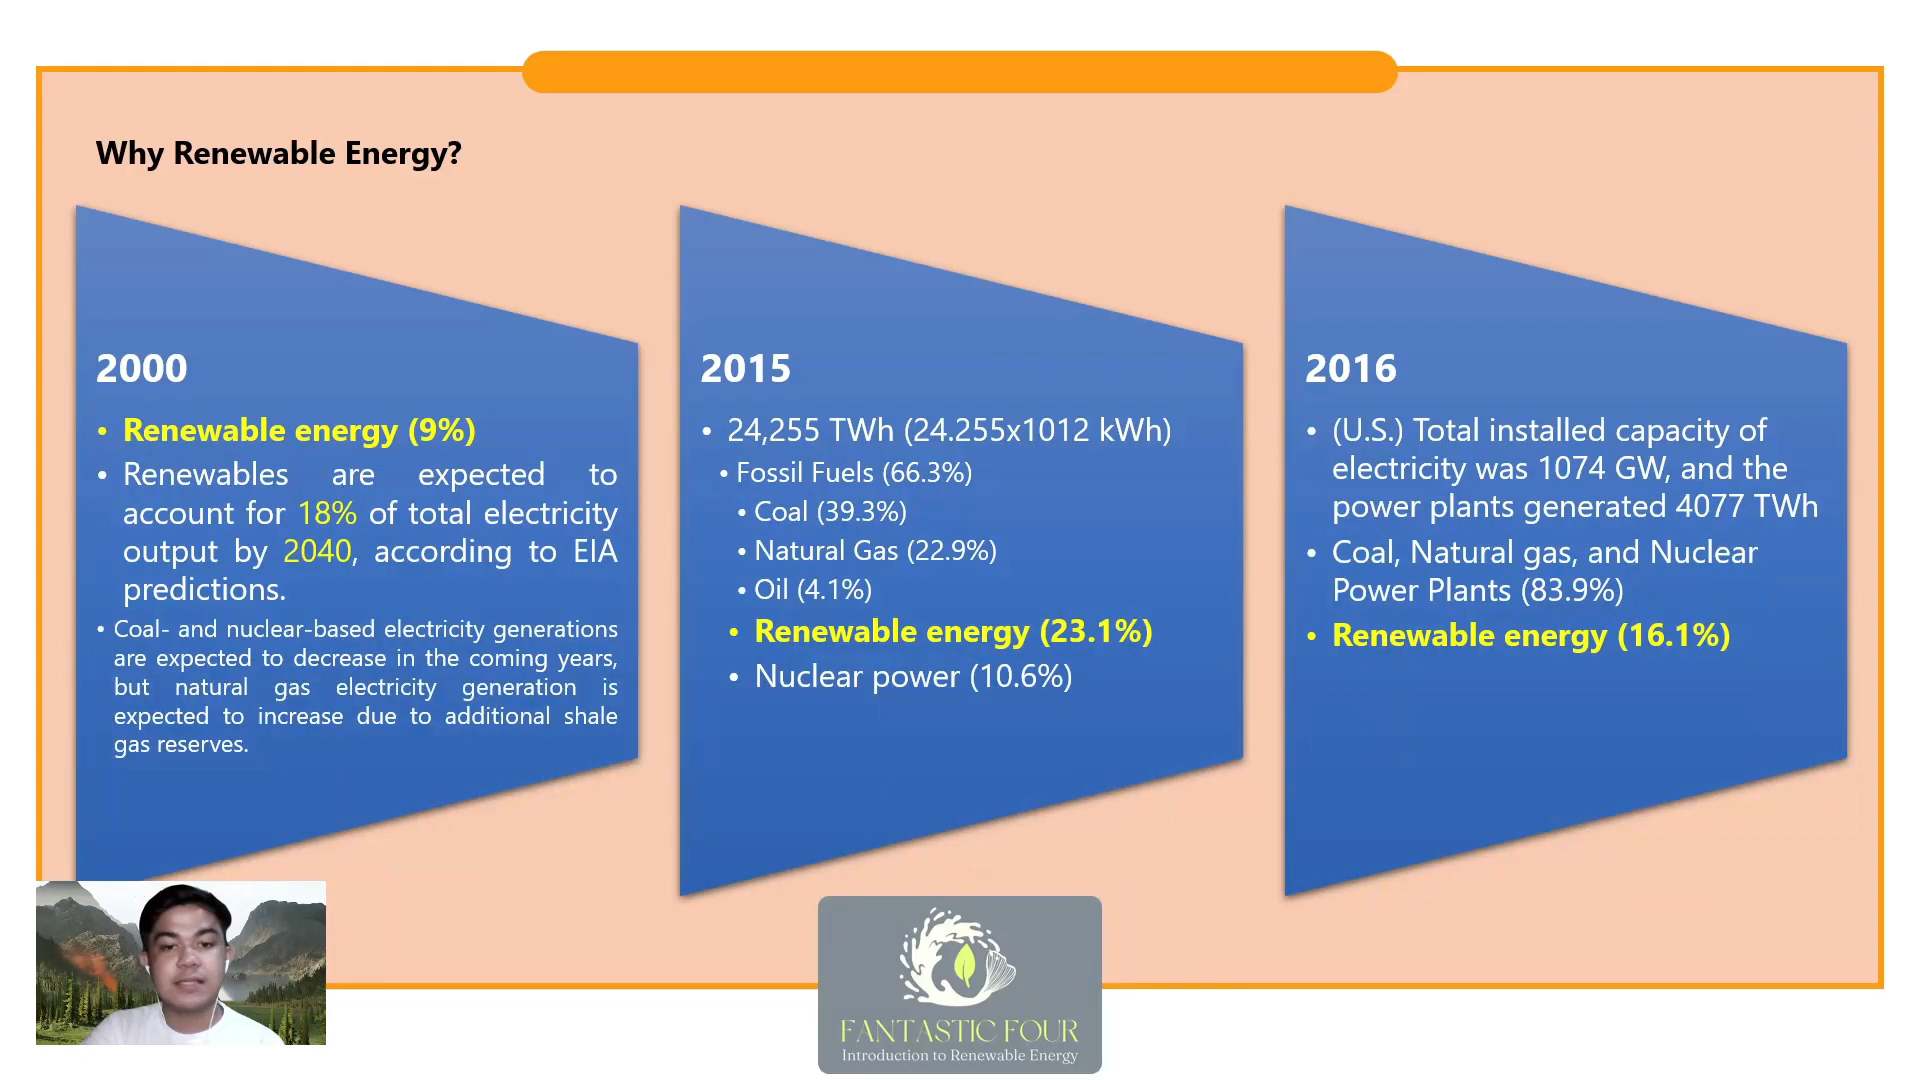 Why Renewable Energy?
2000
• Renewable energy (9%)
• Renewables are expected to
account for 18% of total electricity
output by 2040, according to EIA
predictions.
• Coal- and nuclear-based electricity generations
are expected to decrease in the coming years,
but natural gas electricity generation is
expected to increase due to additional shale
gas reserves.
2015
• 24,255 TWh (24.255x1012 kWh)
• Fossil Fuels (66.3%)
• Coal (39.3%)
• Natural Gas (22.9%)
• Oil (4.1%)
• Renewable energy (23.1%)
• Nuclear power (10.6%)
2016
• (U.S.) Total installed capacity of
electricity was 1074 GW, and the
power plants generated 4077 TWh
• Coal, Natural gas, and Nuclear
Power Plants (83.9%)
• Renewable energy (16.1%)
FANTASTIC FOUR
Introduction to Renewable Energy